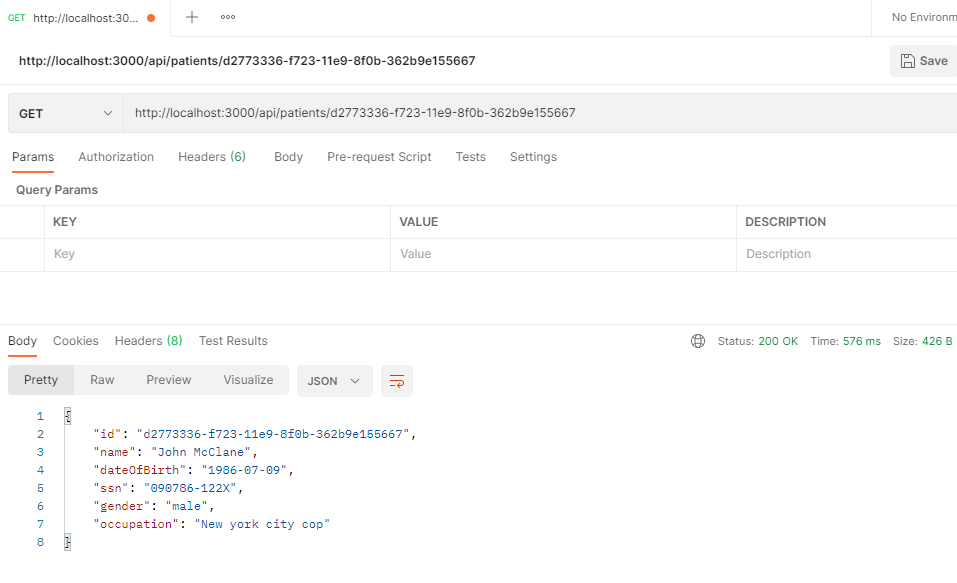 GET http://localhost:30... No Environm
http://localhost:3000/api/patients/d2773336-f723-11e9-8f0b-362b9e155667 Save
GET http://localhost:3000/api/patients/d2773336-f723-11e9-8f0b-362b9e155667
Params Authorization Headers (6) Body Pre-request Script Tests Settings
Query Params
KEY VALUE DESCRIPTION
Key Value Description
Body Cookies Headers (8) Test Results Status: 200 OK Time: 576 ms Size: 426 B
Pretty Raw Preview Visualize JSON
1 {
2 "id": "d2773336-f723-11e9-8f0b-362b9e155667",
3 "name": "John McClane",
4 "dateOfBirth": "1986-07-09",
5 "ssn": "090786-122X",
6 "gender": "male",
7 "occupation": "New york city cop"
8 }